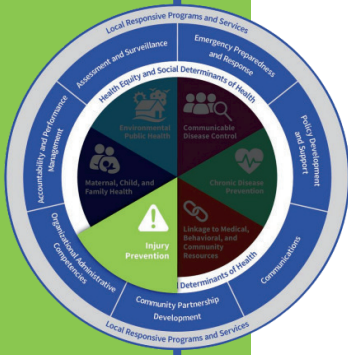 Local Responsive Programs and Services
Assessment and Surveillance
Emergency Preparedness
and Response
Health Equity and Social Determinants of Health
Accountability and Performance
Management
Policy Development
and Support
Environmental
Public Health
Communicable
Disease Control
Maternal, Child, and
Family Health
Chronic Disease
Prevention
Injury
Prevention
Linkage to Medical,
Behavioral, and
Community
Resources
l Determinants of Health
Organizational Administrative
Competencies
Communications
Community Partnership
Development
Local Responsive Programs and Services